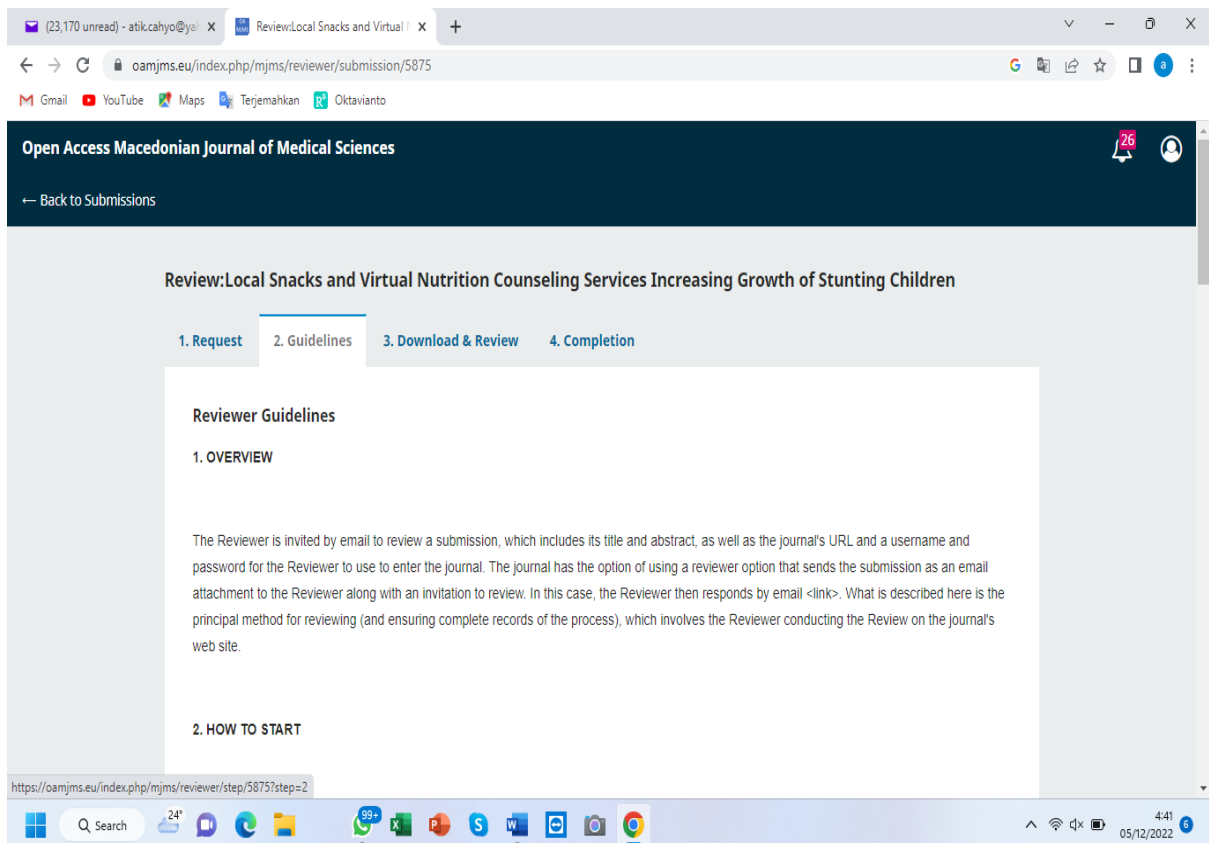 (23,170 unread) - atik.cahyo@ya
Review:Local Snacks and Virtual
oamjms.eu/index.php/mjms/reviewer/submission/5875
a
Gmail
YouTube
Maps
Terjemahkan
Oktavianto
Open Access Macedonian Journal of Medical Sciences
26
← Back to Submissions
Review:Local Snacks and Virtual Nutrition Counseling Services Increasing Growth of Stunting Children
1. Request
2. Guidelines
3. Download & Review
4. Completion
Reviewer Guidelines
1. OVERVIEW
The Reviewer is invited by email to review a submission, which includes its title and abstract, as well as the journal's URL and a username and
password for the Reviewer to use to enter the journal. The journal has the option of using a reviewer option that sends the submission as an email
attachment to the Reviewer along with an invitation to review. In this case, the Reviewer then responds by email <link>. What is described here is the
principal method for reviewing (and ensuring complete records of the process), which involves the Reviewer conducting the Review on the journal's
web site.
2. HOW TO START
https://oamjms.eu/index.php/mjms/reviewer/step/5875?step=2
Search
24°
99+
4:41
05/12/2022
6